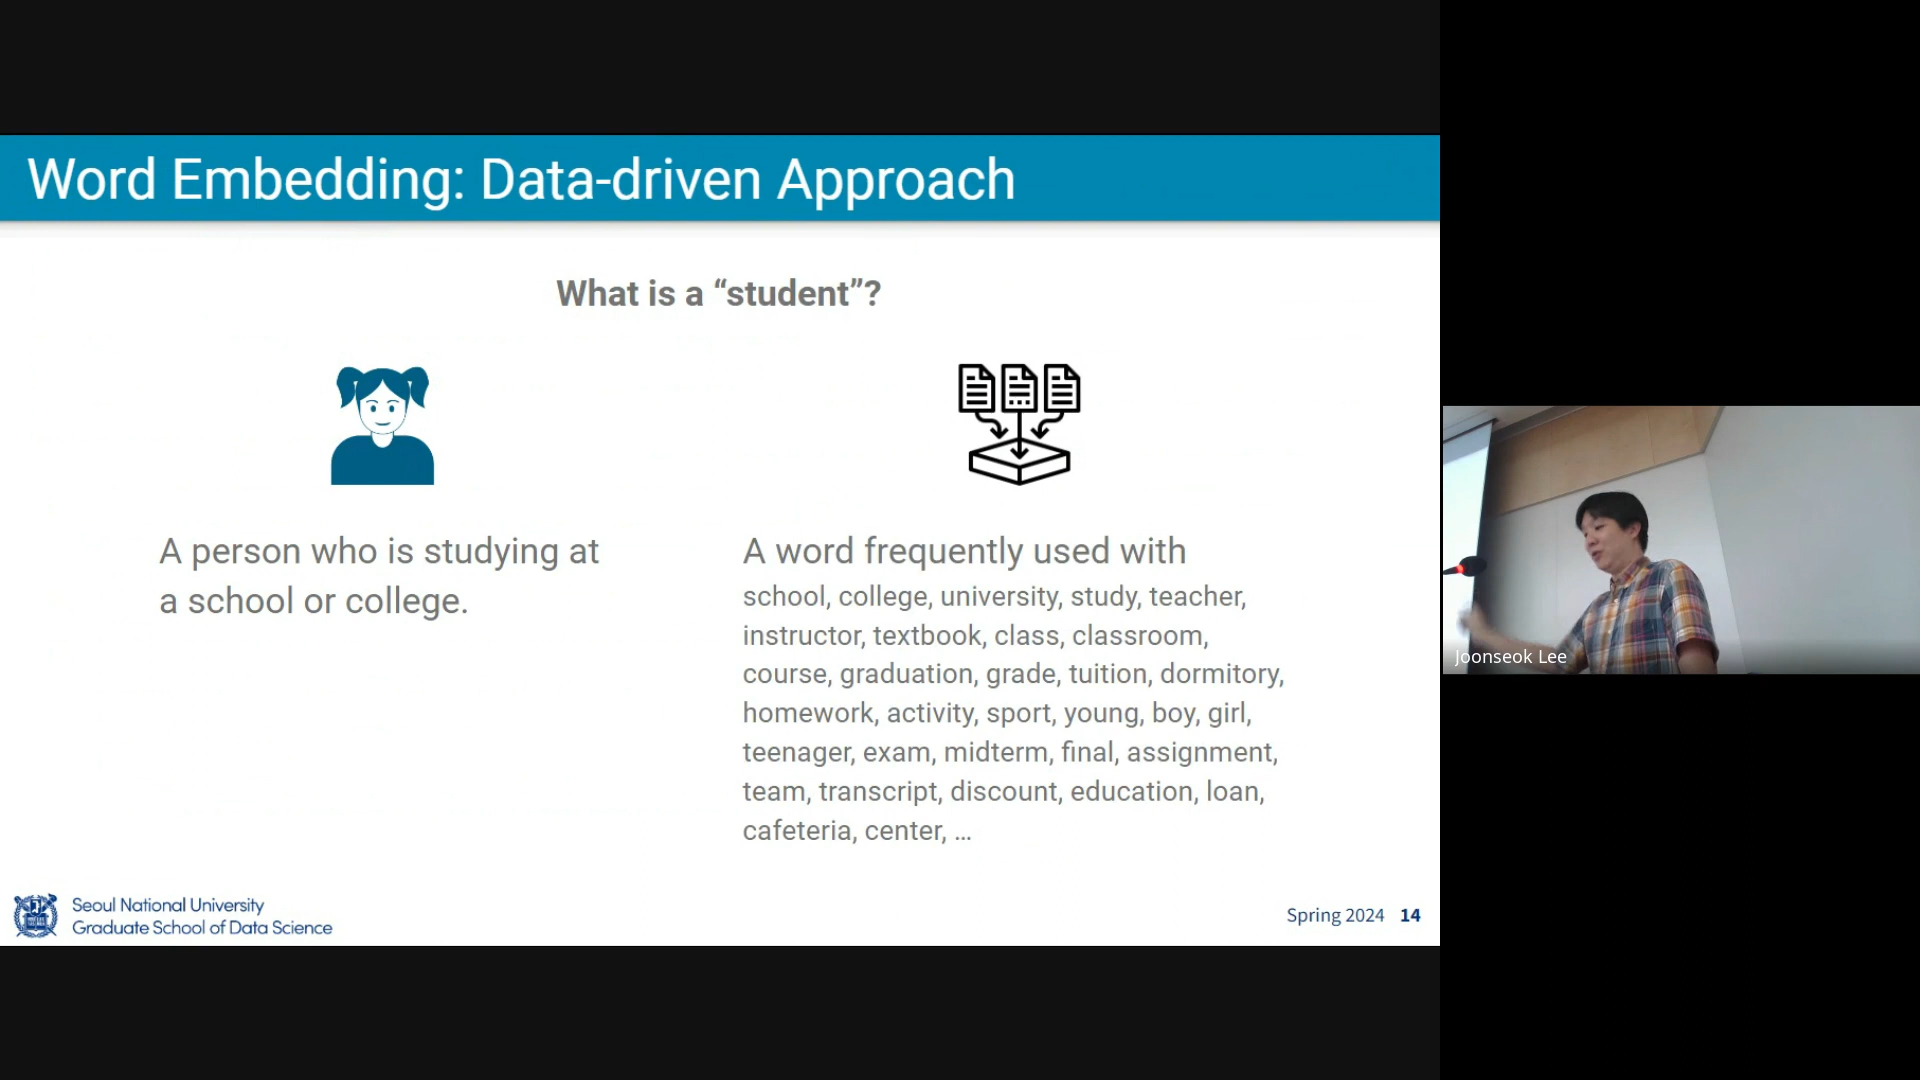 Word Embedding: Data-driven Approach
What is a “student”?
A person who is studying at
a school or college.
A word frequently used with
school, college, university, study, teacher,
instructor, textbook, class, classroom,
course, graduation, grade, tuition, dormitory,
homework, activity, sport, young, boy, girl,
teenager, exam, midterm, final, assignment,
team, transcript, discount, education, loan,
cafeteria, center, ...
Seoul National University
Graduate School of Data Science
Spring 2024 14
Joonseok Lee